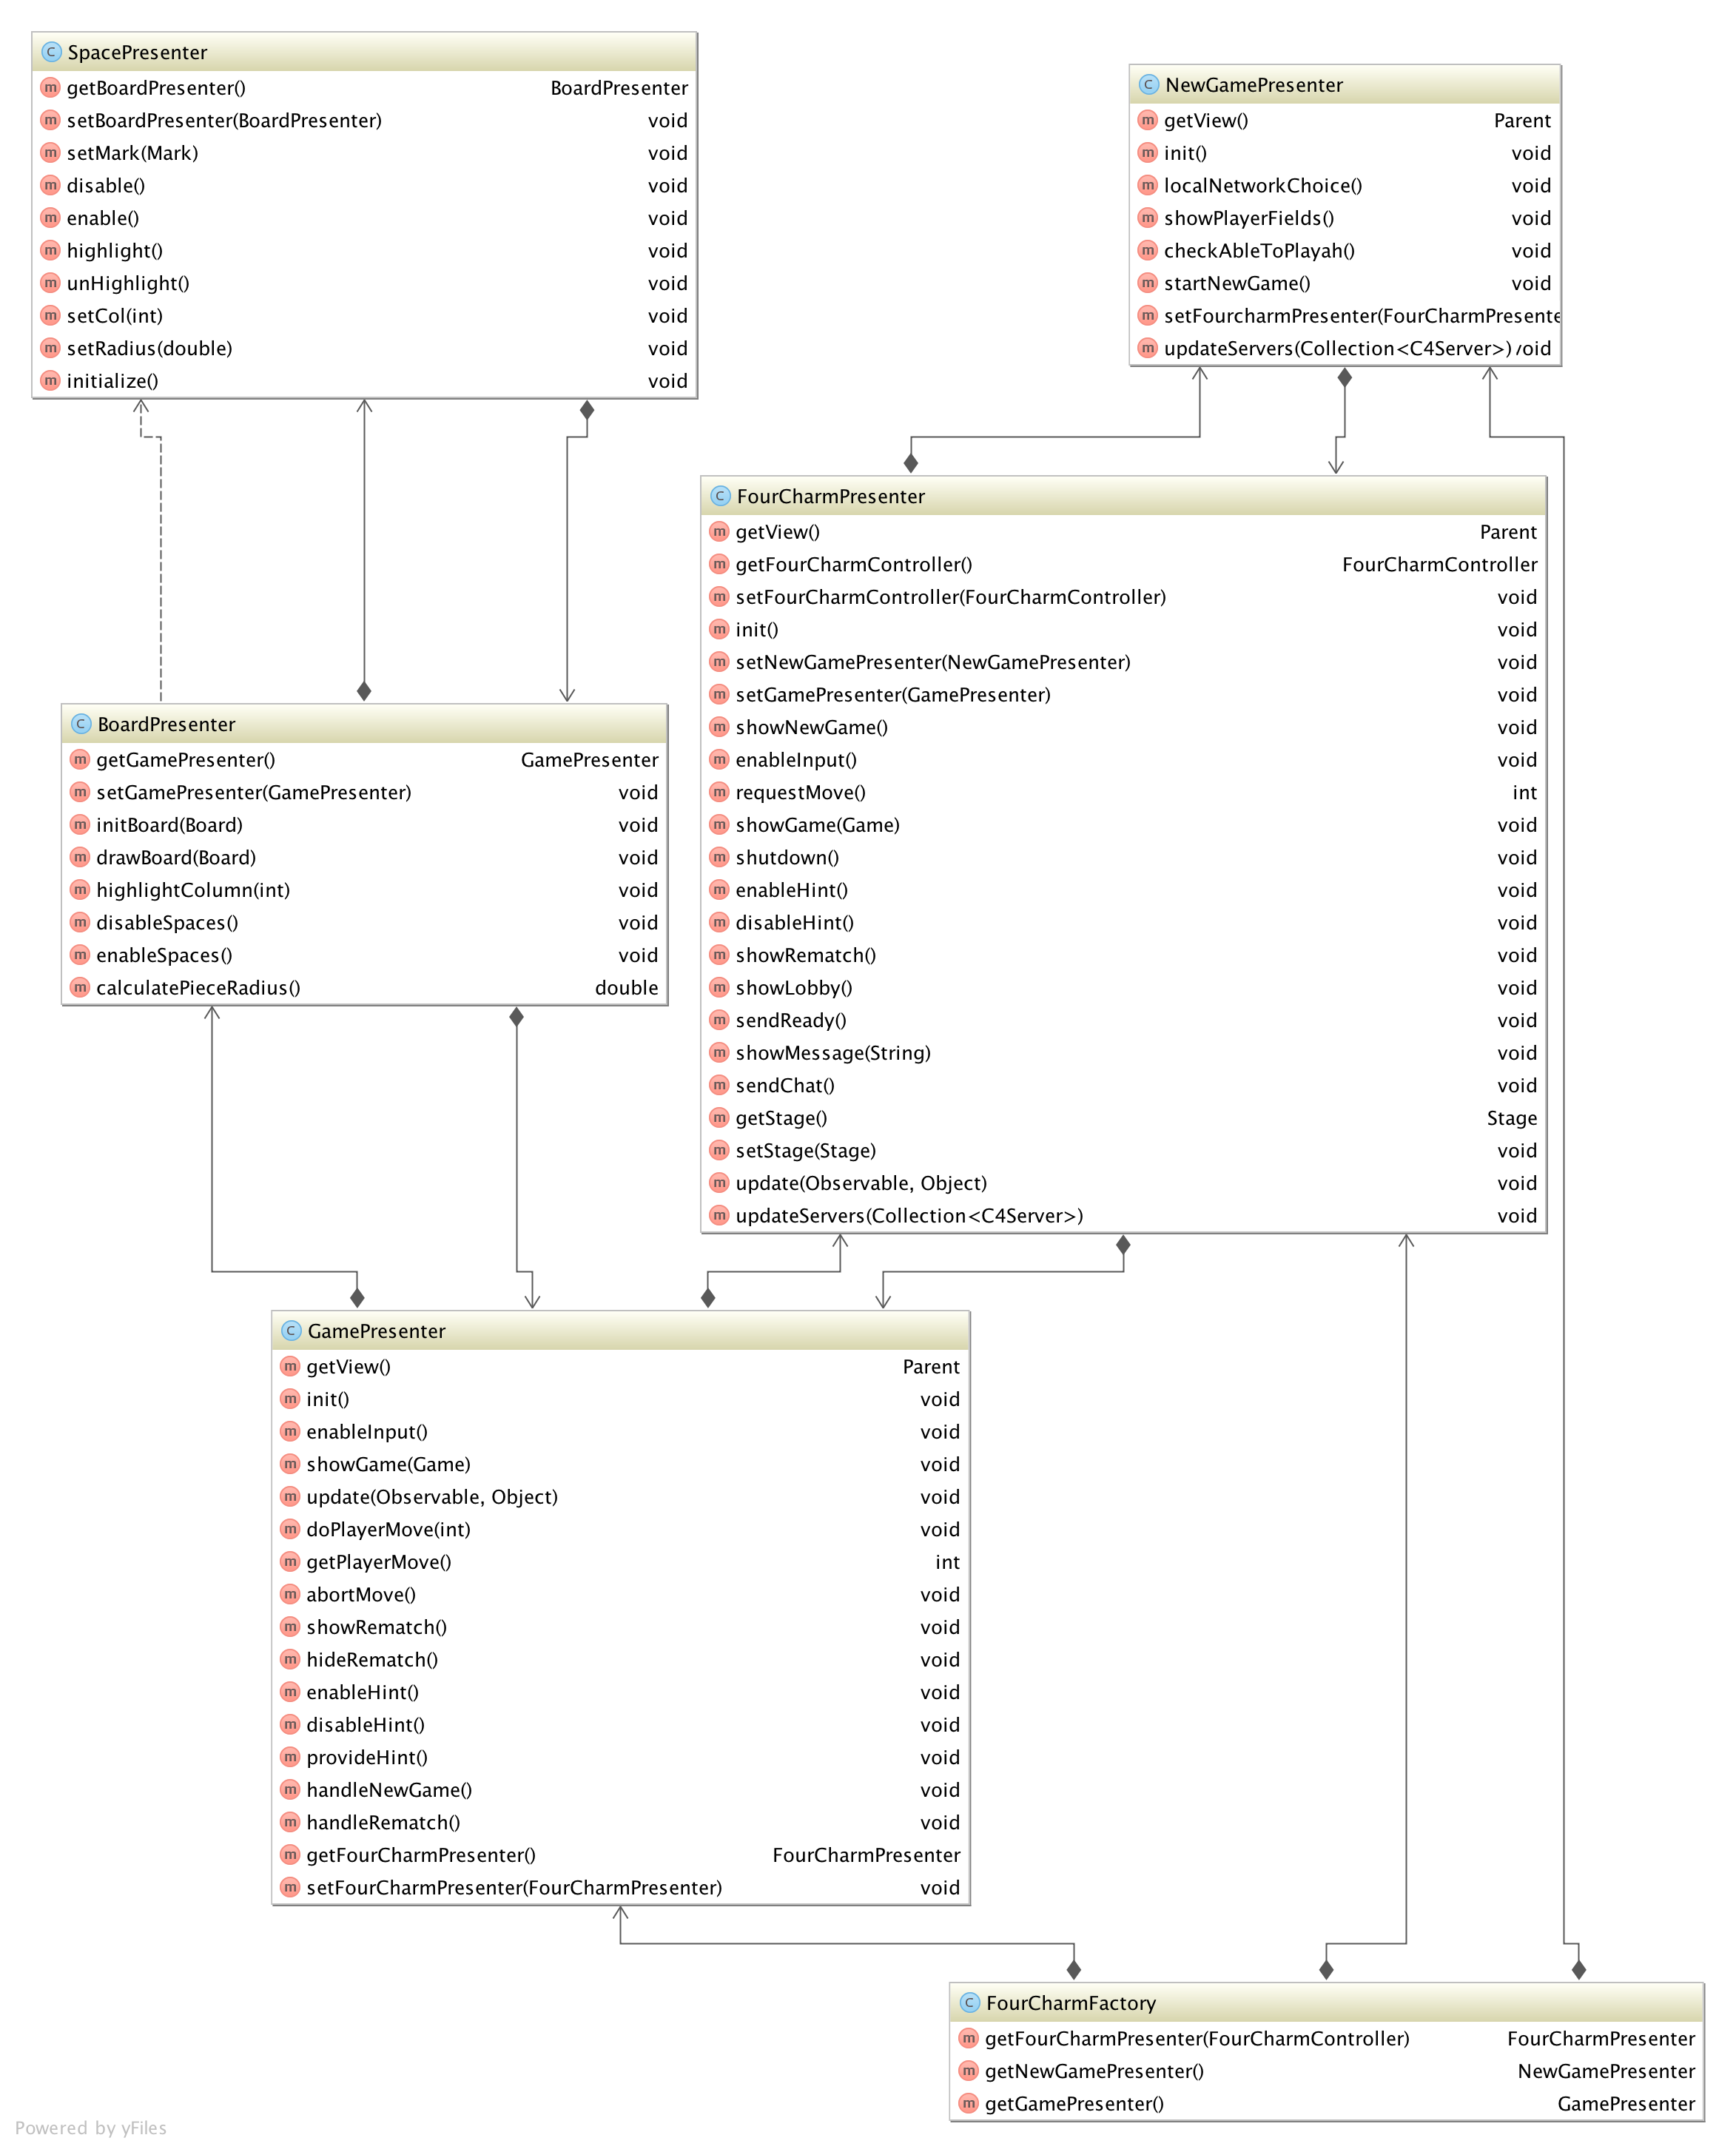 SpacePresenter
getBoardPresenter() BoardPresenter
setBoardPresenter(BoardPresenter) void
setMark(Mark) void
disable() void
enable() void
highlight() void
unHighlight() void
setCol(int) void
setRadius(double) void
initialize() void
NewGamePresenter
getView() Parent
init() void
localNetworkChoice() void
showPlayerFields() void
checkAbleToPlayah() void
startNewGame() void
setFourcharmPresenter(FourCharmPresente
updateServers(Collection<C4Server>) void
FourCharmPresenter
getView() Parent
getFourCharmController() FourCharmController
setFourCharmController(FourCharmController) void
init() void
setNewGamePresenter(NewGamePresenter) void
setGamePresenter(GamePresenter) void
showNewGame() void
enableInput() void
requestMove() int
showGame(Game) void
shutdown() void
enableHint() void
disableHint() void
showRematch() void
showLobby() void
sendReady() void
showMessage(String) void
sendChat() void
getStage() Stage
setStage(Stage) void
update(Observable, Object) void
updateServers(Collection<C4Server>) void
BoardPresenter
getGamePresenter() GamePresenter
setGamePresenter(GamePresenter) void
initBoard(Board) void
drawBoard(Board) void
highlightColumn(int) void
disableSpaces() void
enableSpaces() void
calculatePieceRadius() double
GamePresenter
getView() Parent
init() void
enableInput() void
showGame(Game) void
update(Observable, Object) void
doPlayerMove(int) void
getPlayerMove() int
abortMove() void
showRematch() void
hideRematch() void
enableHint() void
disableHint() void
provideHint() void
handleNewGame() void
handleRematch() void
getFourCharmPresenter() FourCharmPresenter
setFourCharmPresenter(FourCharmPresenter) void
FourCharmFactory
getFourCharmPresenter(FourCharmController) FourCharmPresenter
getNewGamePresenter() NewGamePresenter
getGamePresenter() GamePresenter
Powered by yFiles